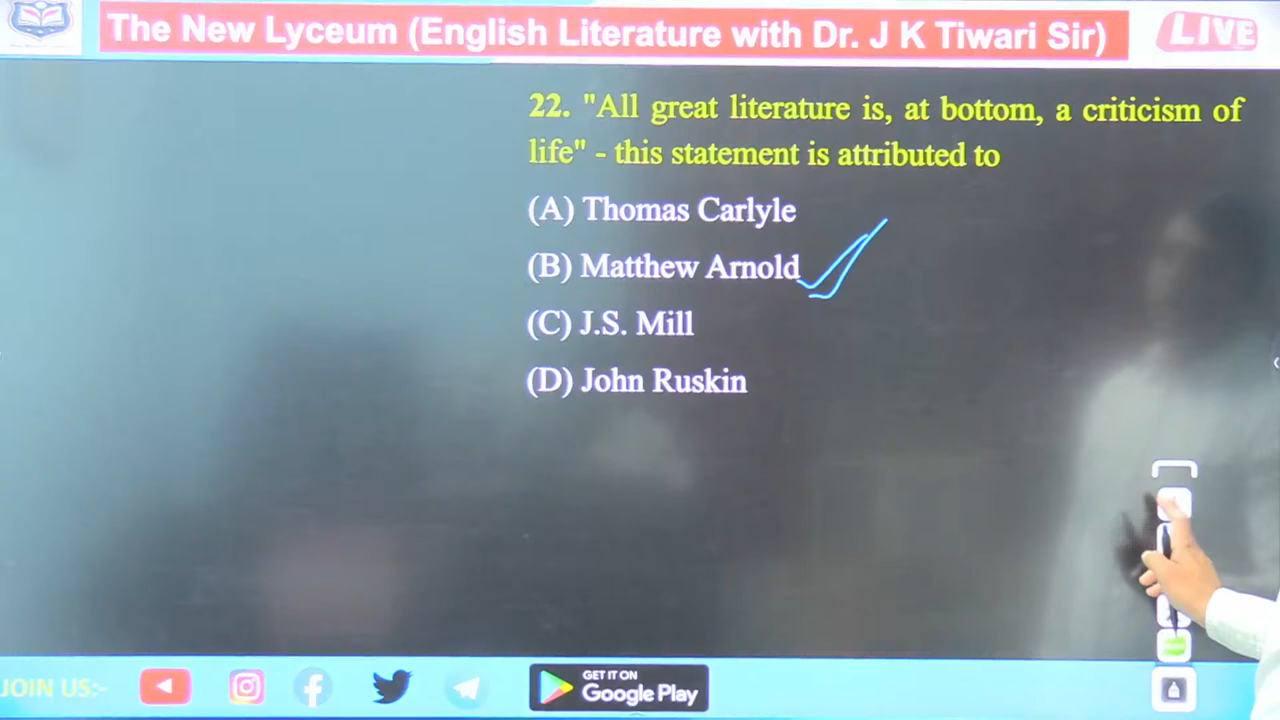 The New Lyceum (English Literature with Dr. J K Tiwari Sir)
LIVE
22. "All great literature is, at bottom, a criticism of
life" - this statement is attributed to
(A) Thomas Carlyle
(B) Matthew Arnold
(C) J.S. Mill
(D) John Ruskin
JOIN US:-
GET IT ON
Google Play